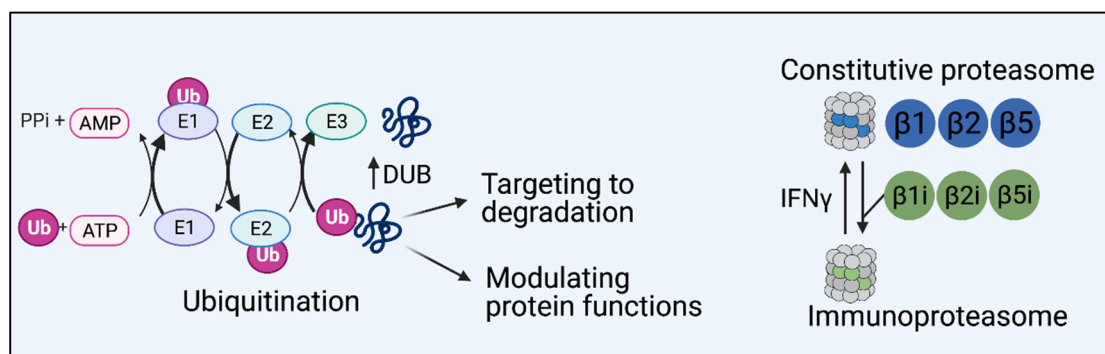 Ub
PPi + AMP
E1
E2
E3
DUB
Ub + ATP
E1
E2
Ub
Ub
Targeting to
degradation
Modulating
protein functions
Ubiquitination
Constitutive proteasome
β1 β2 β5
IFNγ
β1i β2i β5i
Immunoproteasome